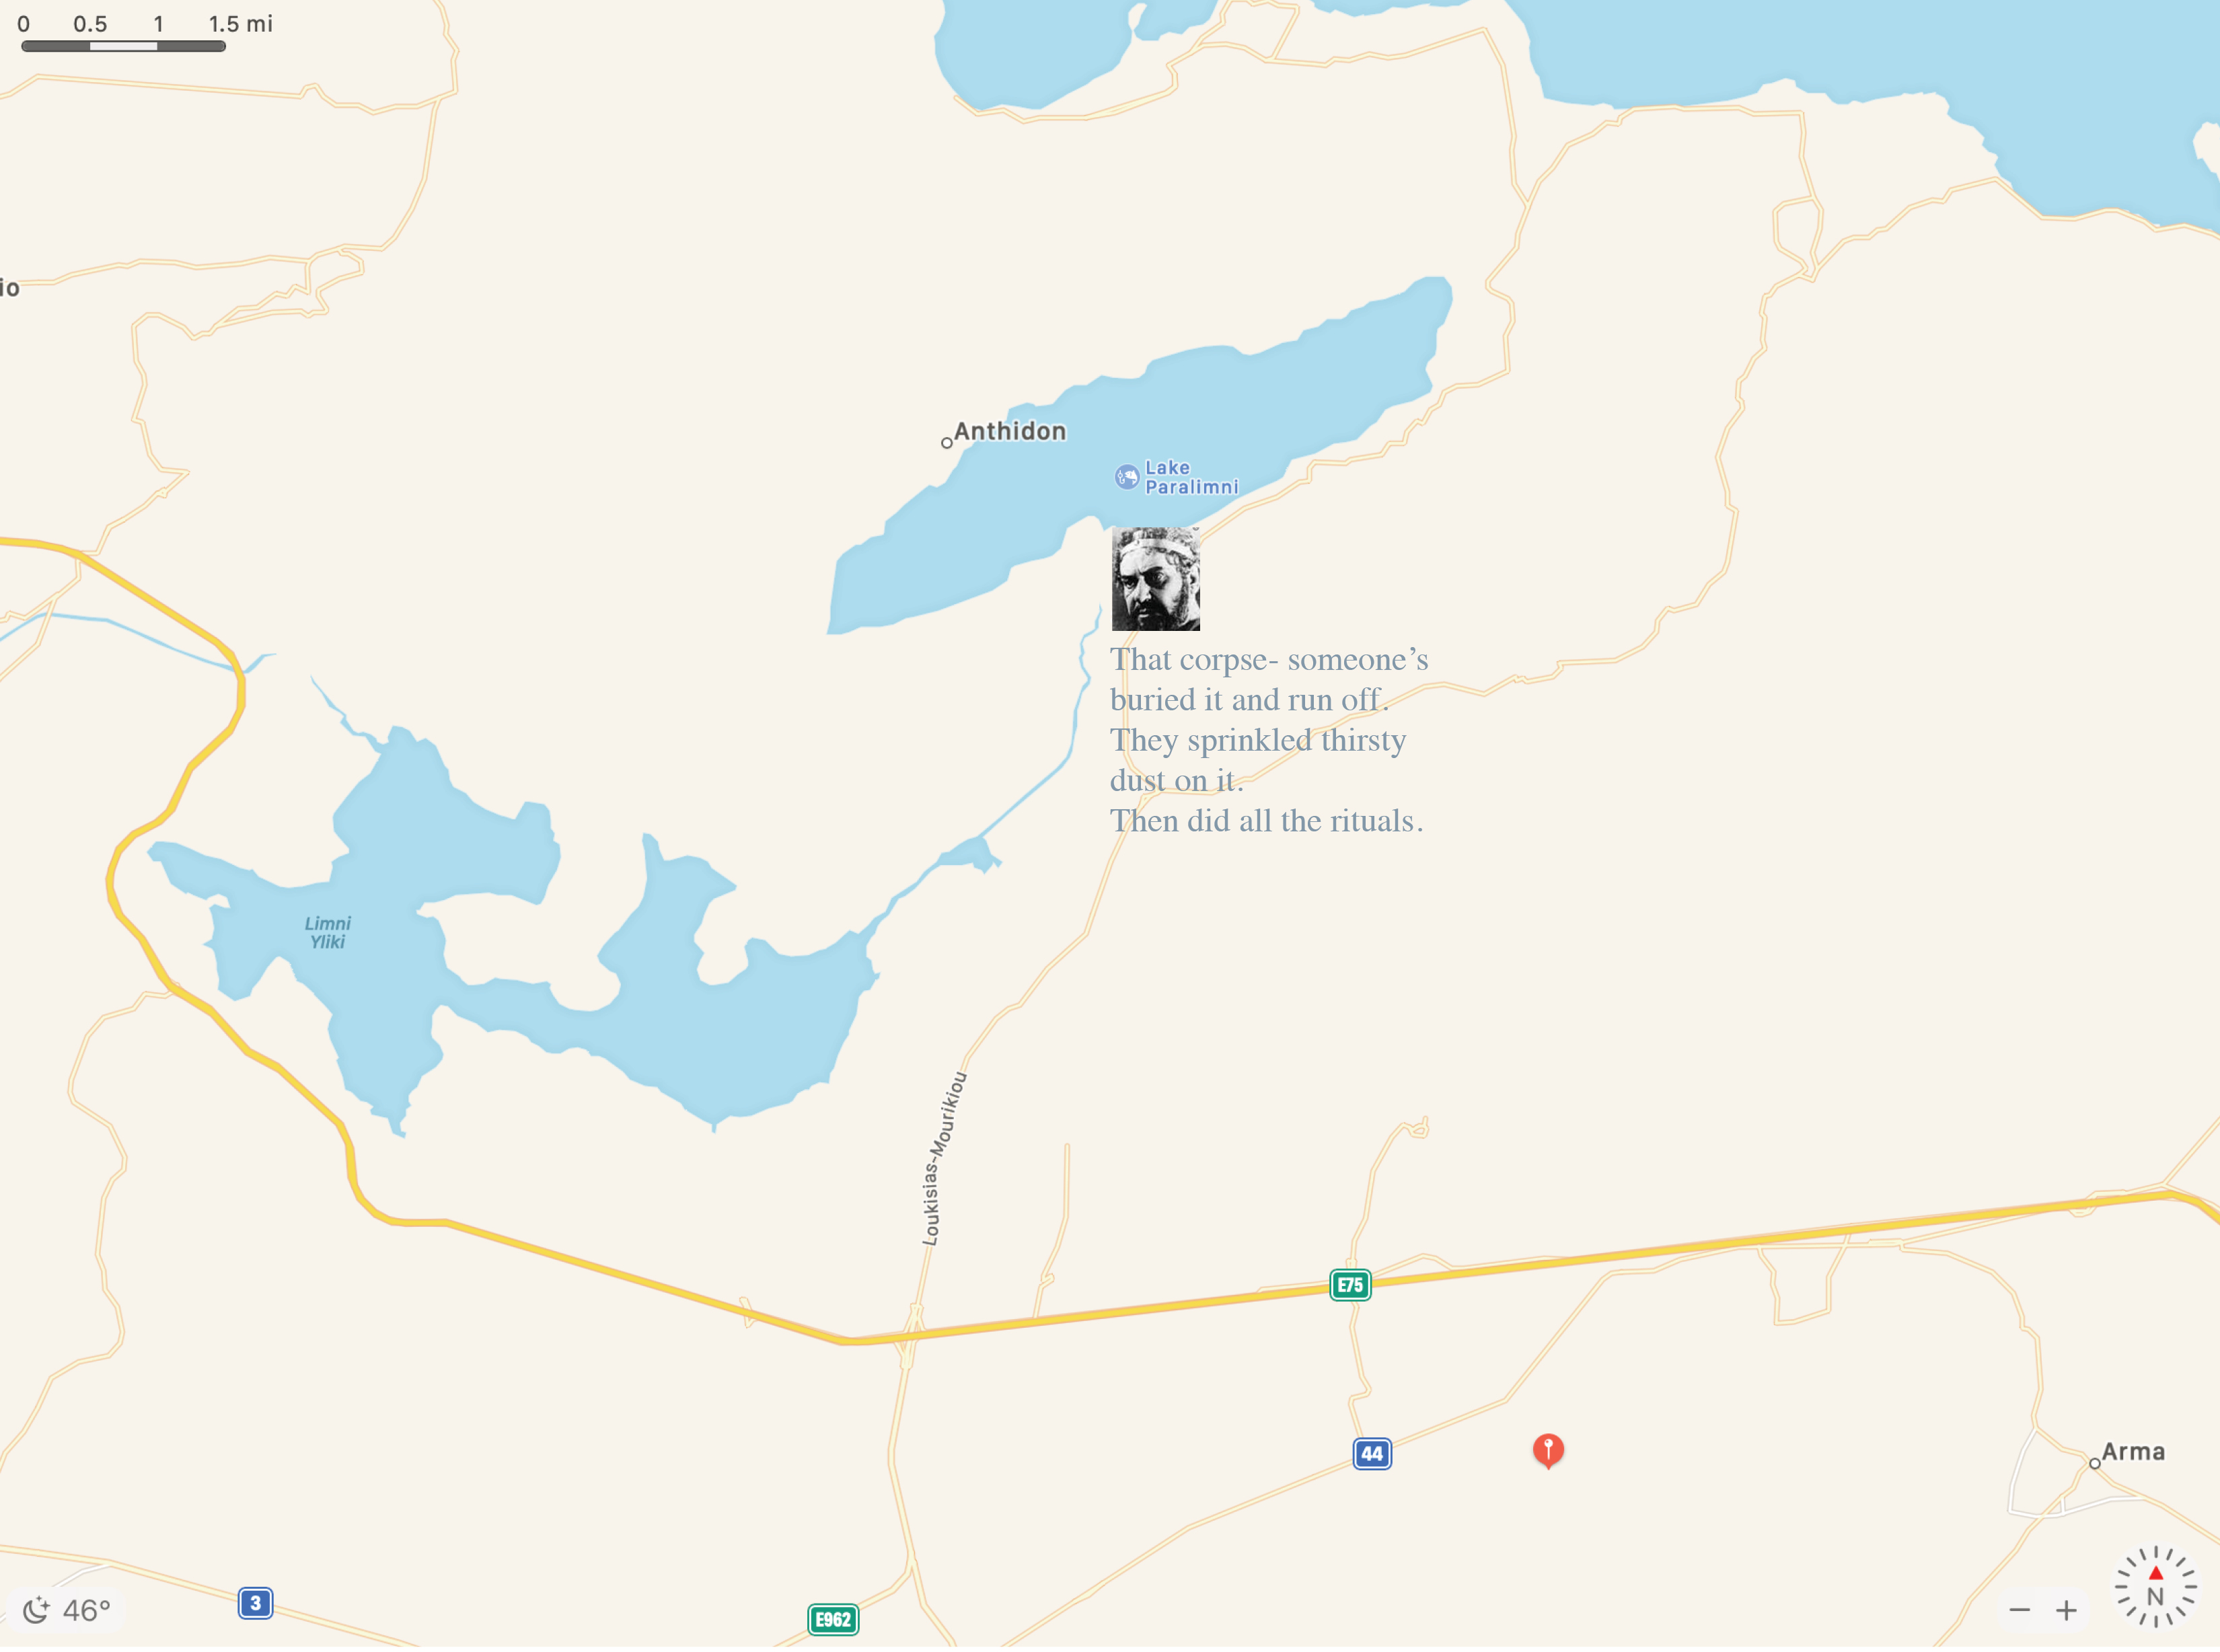 0 0.5 1 1.5 mi
io
Anthidon
Lake
Paralimni
That corpse- someone’s
buried it and run off.
They sprinkled thirsty
dust on it.
Then did all the rituals.
Limni
Yliki
Loukisias-Mourikiou
E75
44
Arma
3
E962
46°
N